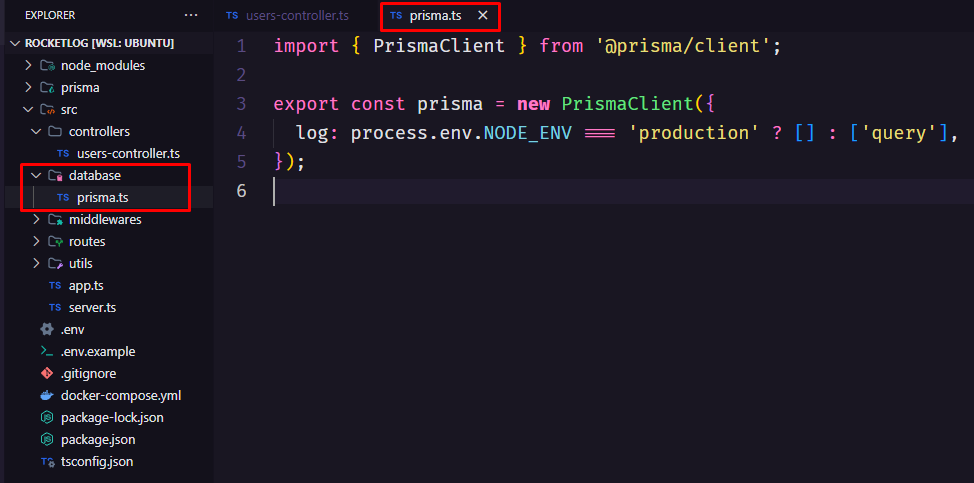 EXPLORER
···
TS users-controller.ts
TS prisma.ts
ROCKETLOG [WSL: UBUNTU]
node_modules
prisma
src
controllers
TS users-controller.ts
database
TS prisma.ts
middlewares
routes
utils
TS app.ts
TS server.ts
.env
.env.example
.gitignore
docker-compose.yml
package-lock.json
package.json
TS tsconfig.json
1 import { PrismaClient } from '@prisma/client';
2
3 export const prisma = new PrismaClient({
4 log: process.env.NODE_ENV === 'production' ? [] : ['query'],
5 });
6